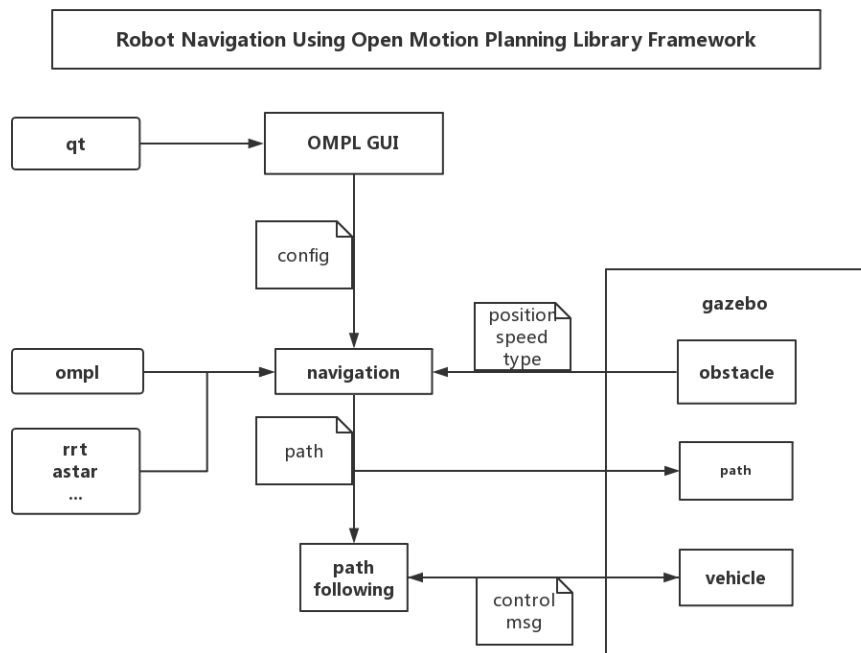 Robot Navigation Using Open Motion Planning Library Framework
qt
OMPL GUI
config
position
speed
type
gazebo
ompl
navigation
obstacle
rrt
astar
...
path
path
path
following
control
msg
vehicle